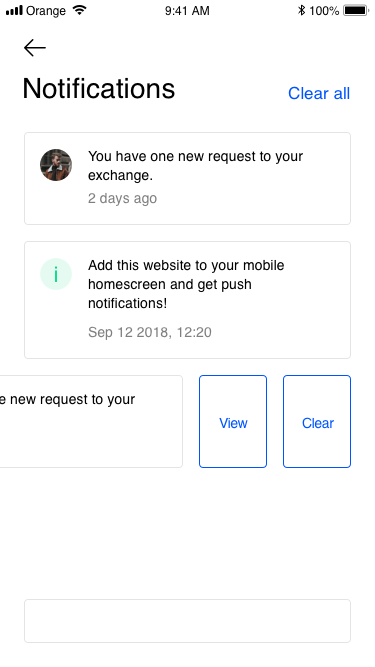 Orange 9:41 AM 100%
Notifications
Clear all
You have one new request to your
exchange.
2 days ago
i
Add this website to your mobile
homescreen and get push
notifications!
Sep 12 2018, 12:20
e new request to your
View
Clear